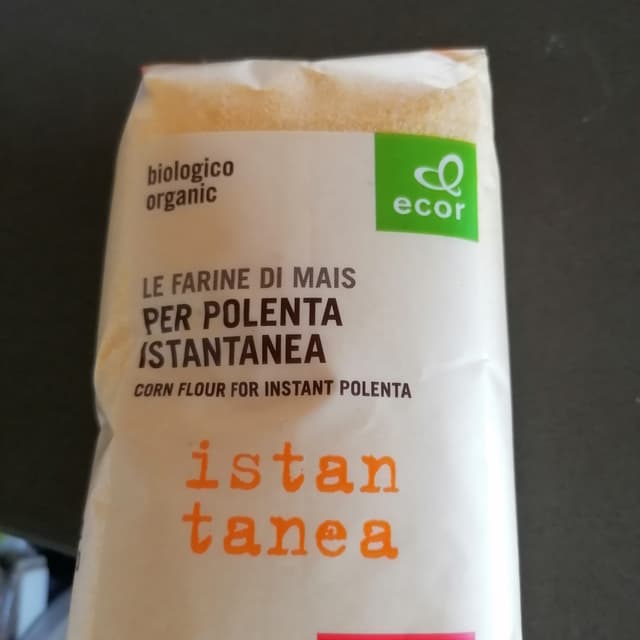 biologico
organic
ecor
LE FARINE DI MAIS
PER POLENTA
ISTANTANEA
CORN FLOUR FOR INSTANT POLENTA
istan
tanea